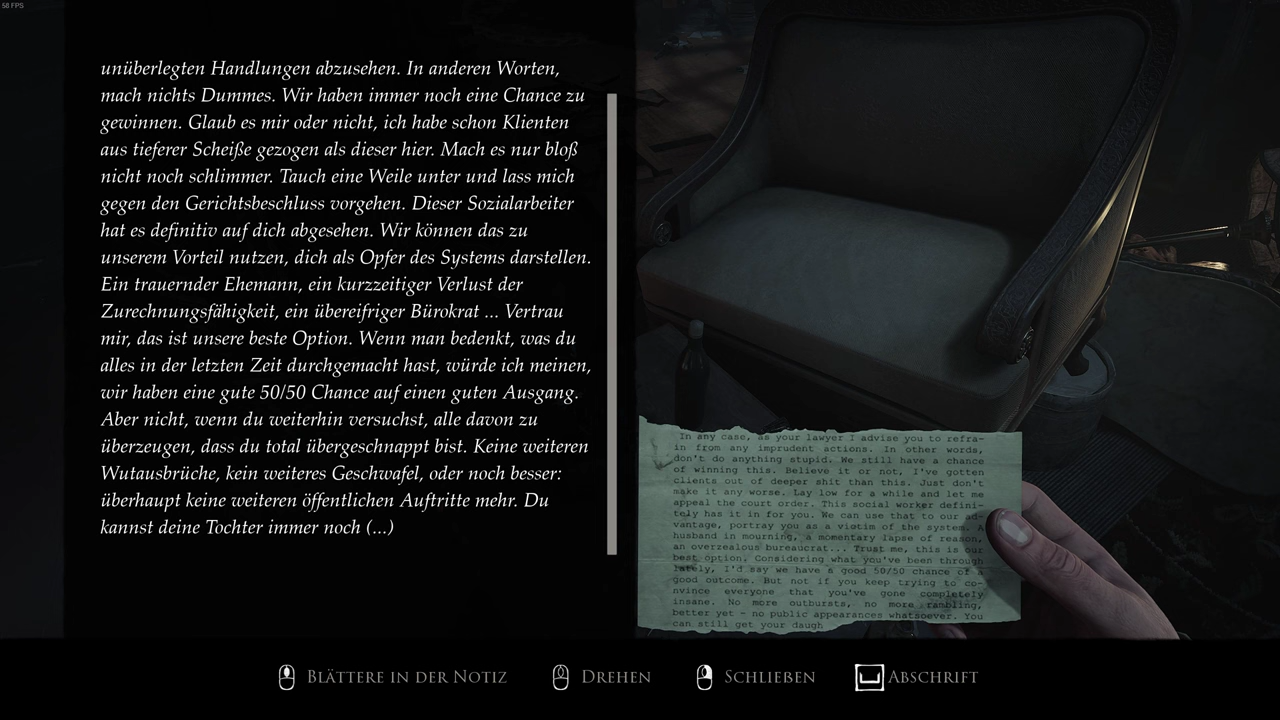 58 FPS
unüberlegten Handlungen abzusehen. In anderen Worten,
mach nichts Dummes. Wir haben immer noch eine Chance zu
gewinnen. Glaub es mir oder nicht, ich habe schon Klienten
aus tieferer Scheiße gezogen als dieser hier. Mach es nur bloß
nicht noch schlimmer. Tauch eine Weile unter und lass mich
gegen den Gerichtsbeschluss vorgehen. Dieser Sozialarbeiter
hat es definitiv auf dich abgesehen. Wir können das zu
unserem Vorteil nutzen, dich als Opfer des Systems darstellen.
Ein trauernder Ehemann, ein kurzzeitiger Verlust der
Zurechnungsfähigkeit, ein übereifriger Bürokrat ... Vertrau
mir, das ist unsere beste Option. Wenn man bedenkt, was du
alles in der letzten Zeit durchgemacht hast, würde ich meinen,
wir haben eine gute 50/50 Chance auf einen guten Ausgang.
Aber nicht, wenn du weiterhin versuchst, alle davon zu
überzeugen, dass du total übergeschnappt bist. Keine weiteren
Wutausbrüche, kein weiteres Geschwafel, oder noch besser:
überhaupt keine weiteren öffentlichen Auftritte mehr. Du
kannst deine Tochter immer noch (...)
In any case, as your lawyer I advise you to refra-
in from any imprudent actions. In other words,
don't do anything stupid. We still have a chance
of winning this. Believe it or not, I've gotten
clients out of deeper shit than this. Just don't
make it any worse. Lay low for a while and let me
appeal the court order. This social worker defini-
tely has it in for you. We can use that to our ad-
vantage, portray you as a victim of the system. A
husband in mourning, a momentary lapse of reason,
an overzealous bureaucrat... Trust me, this is our
best option. Considering what you've been through
lately, I'd say we have a good 50/50 chance of a
good outcome. But not if you keep trying to co-
nvince everyone that you've gone completely
insane. No more outbursts, no more rambling,
better yet - no public appearances whatsoever. You
can still get your daugh
BLÄTTERE IN DER NOTIZ
DREHEN
SCHLIEßEN
ABSCHRIFT